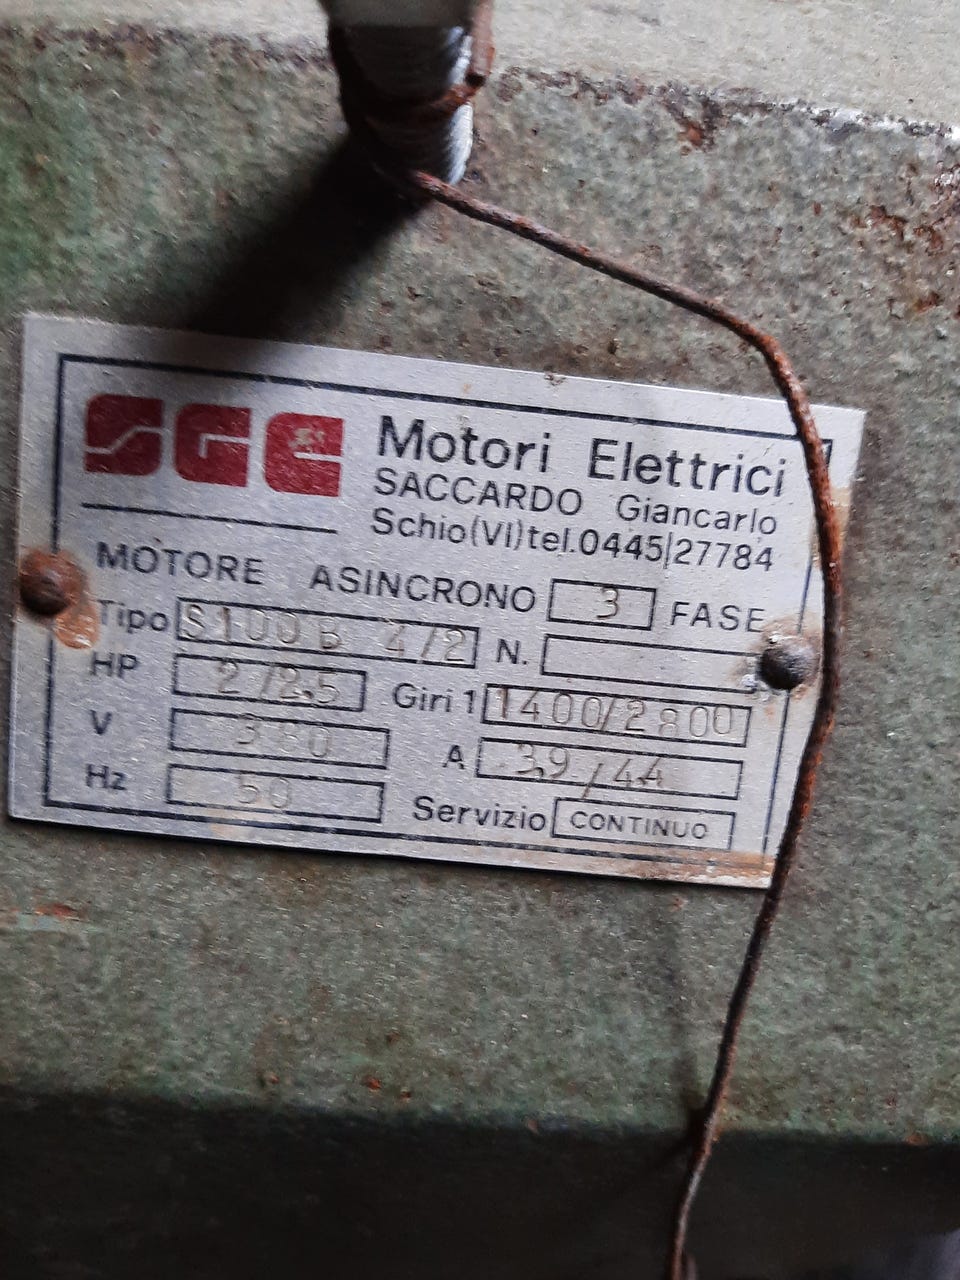 SGE Motori Elettrici
SACCARDO Giancarlo
Schio(VI)tel.0445|27784
MOTORE ASINCRONO 3 FASE
Tipo S100B 4/2 N.
HP 2/2.5 Giri 1 1400/2800
V 380 A 3.9/4.4
Hz 50 Servizio CONTINUO